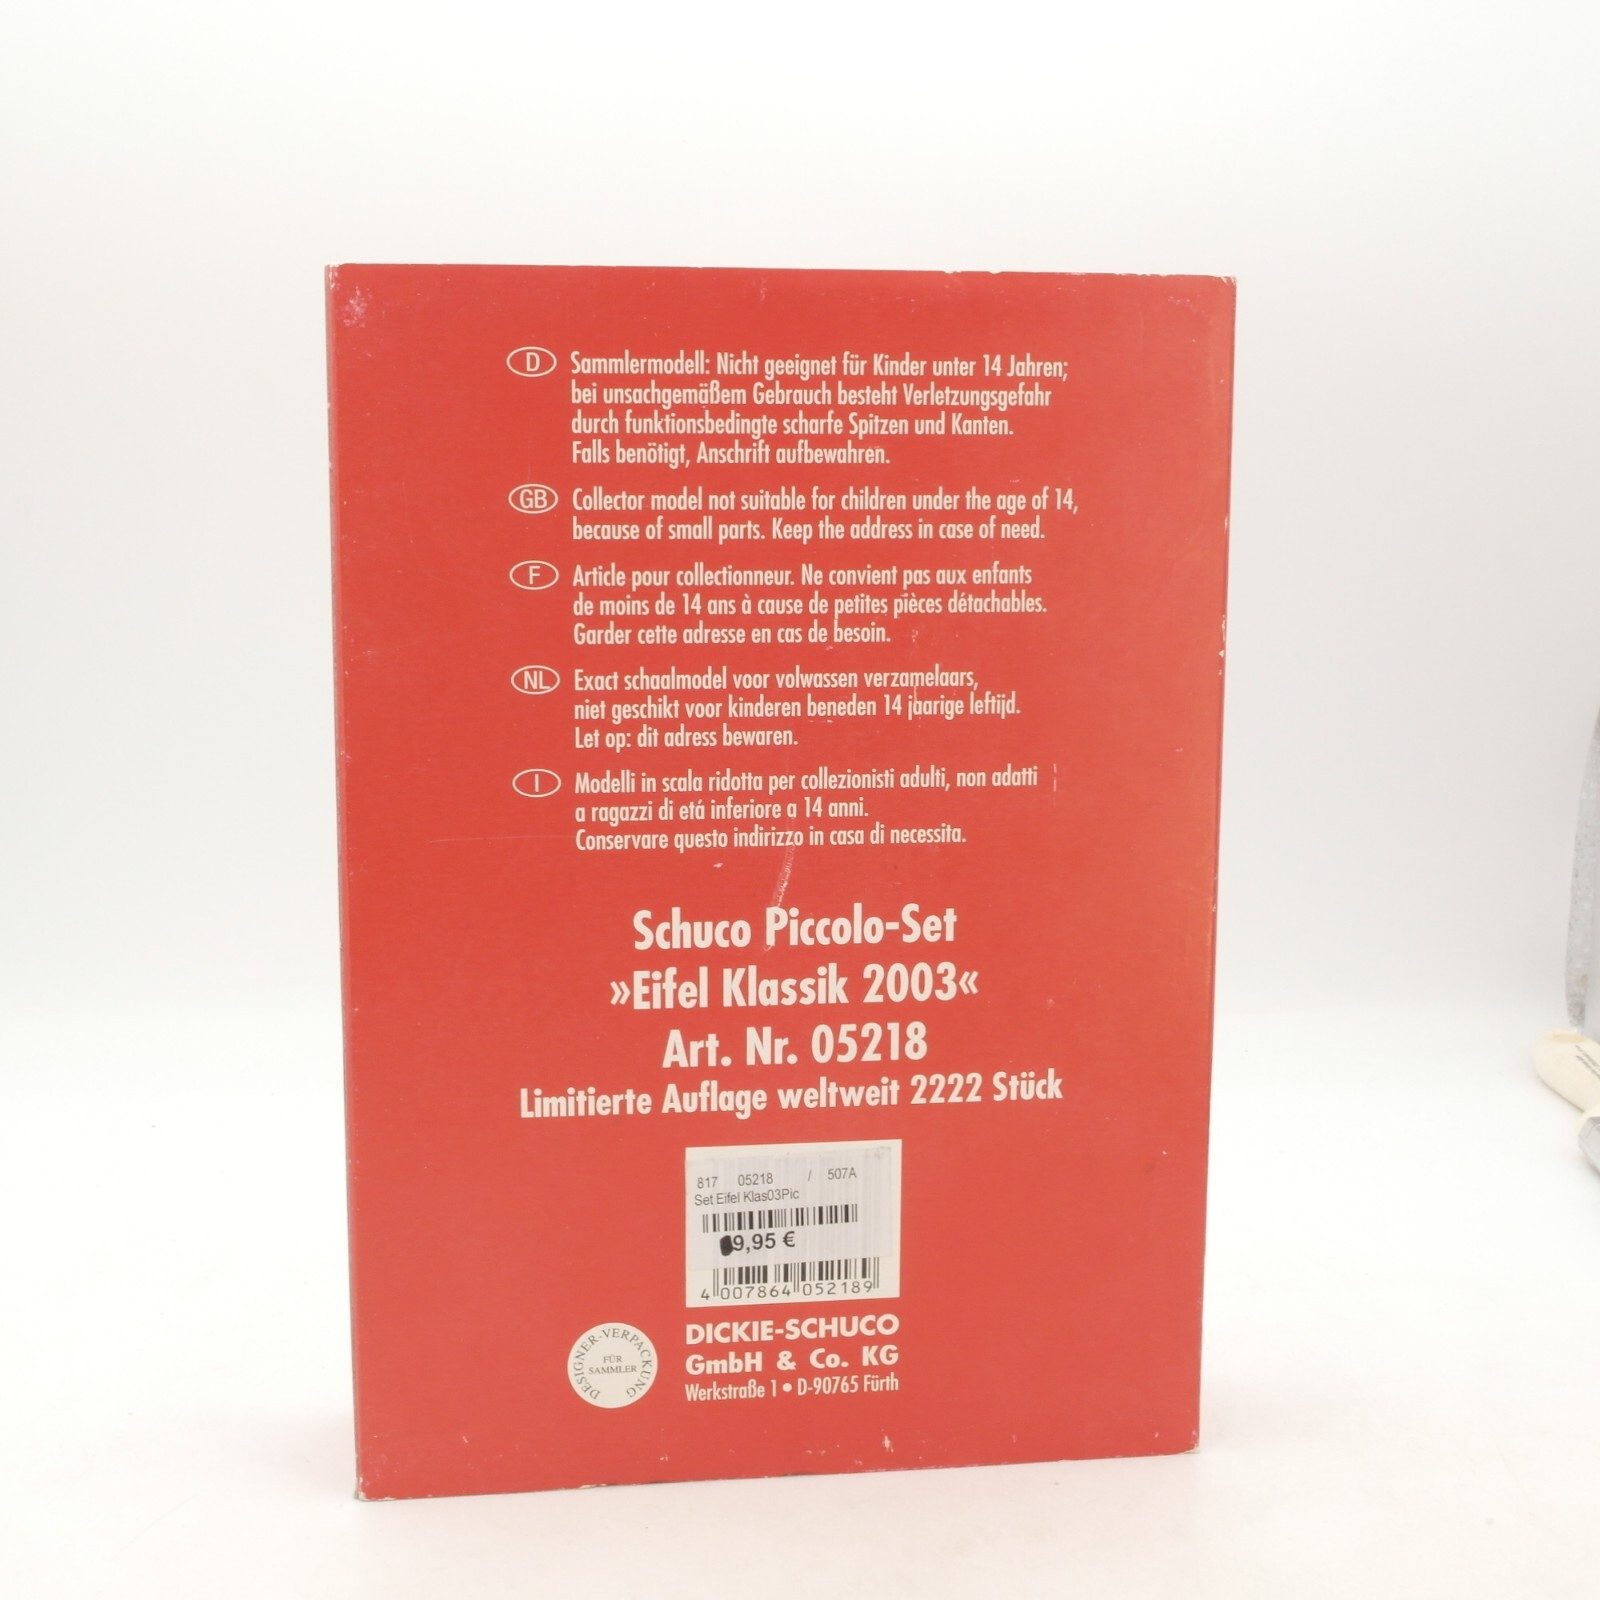 D Sammlermodell: Nicht geeignet für Kinder unter 14 Jahren;
bei unsachgemäßem Gebrauch besteht Verletzungsgefahr
durch funktionsbedingte scharfe Spitzen und Kanten.
Falls benötigt, Anschrift aufbewahren.
GB Collector model not suitable for children under the age of 14,
because of small parts. Keep the address in case of need.
F Article pour collectionneur. Ne convient pas aux enfants
de moins de 14 ans à cause de petites pièces détachables.
Garder cette adresse en cas de besoin.
NL Exact schaalmodel voor volwassen verzamelaars,
niet geschikt voor kinderen beneden 14 jaarige leftijd.
Let op: dit adress bewaren.
I Modelli in scala ridotta per collezionisti adulti, non adatti
a ragazzi di etá inferiore a 14 anni.
Conservare questo indirizzo in casa di necessita.
Schuco Piccolo-Set
»Eifel Klassik 2003«
Art. Nr. 05218
Limitierte Auflage weltweit 2222 Stück
817 05218 / 507A
Set Eifel Klas03Pic
9,95 €
4 007864 052189
DESIGNER-VERPACKUNG
FÜR
SAMMLER
DICKIE-SCHUCO
GmbH & Co. KG
Werkstraße 1 • D-90765 Fürth